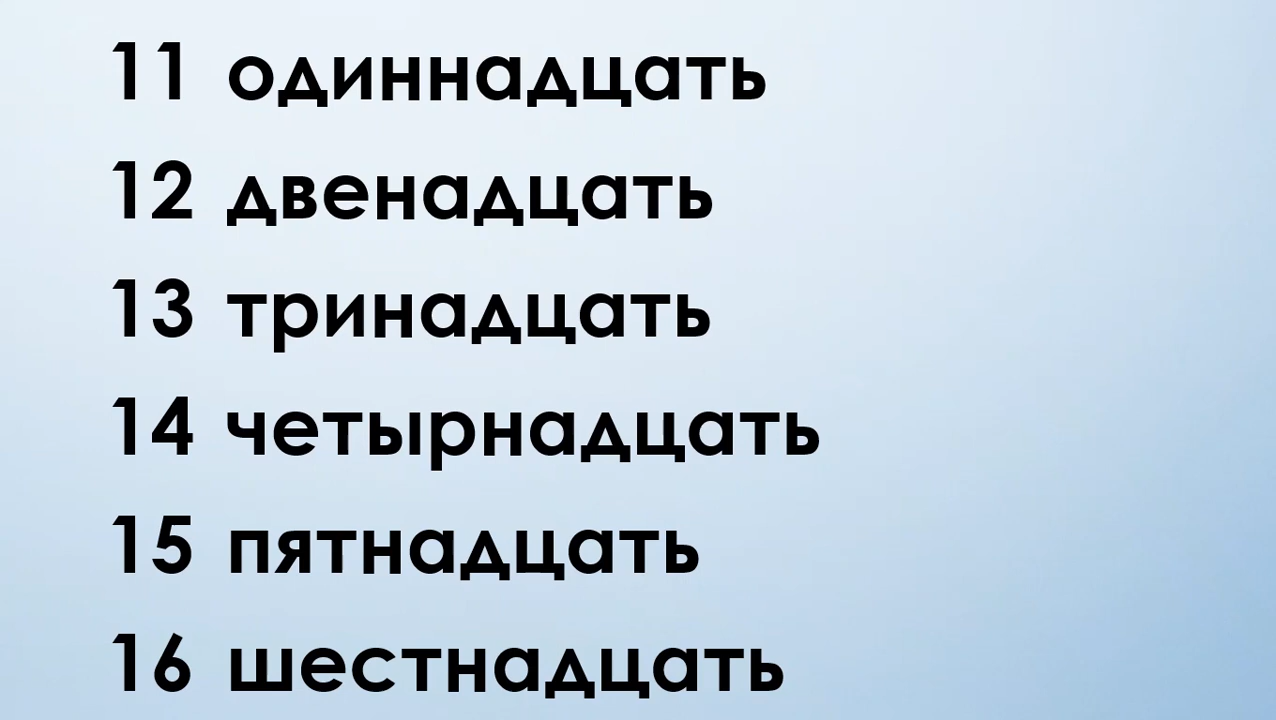 11 одиннадцать
12 двенадцать
13 тринадцать
14 четырнадцать
15 пятнадцать
16 шестнадцать